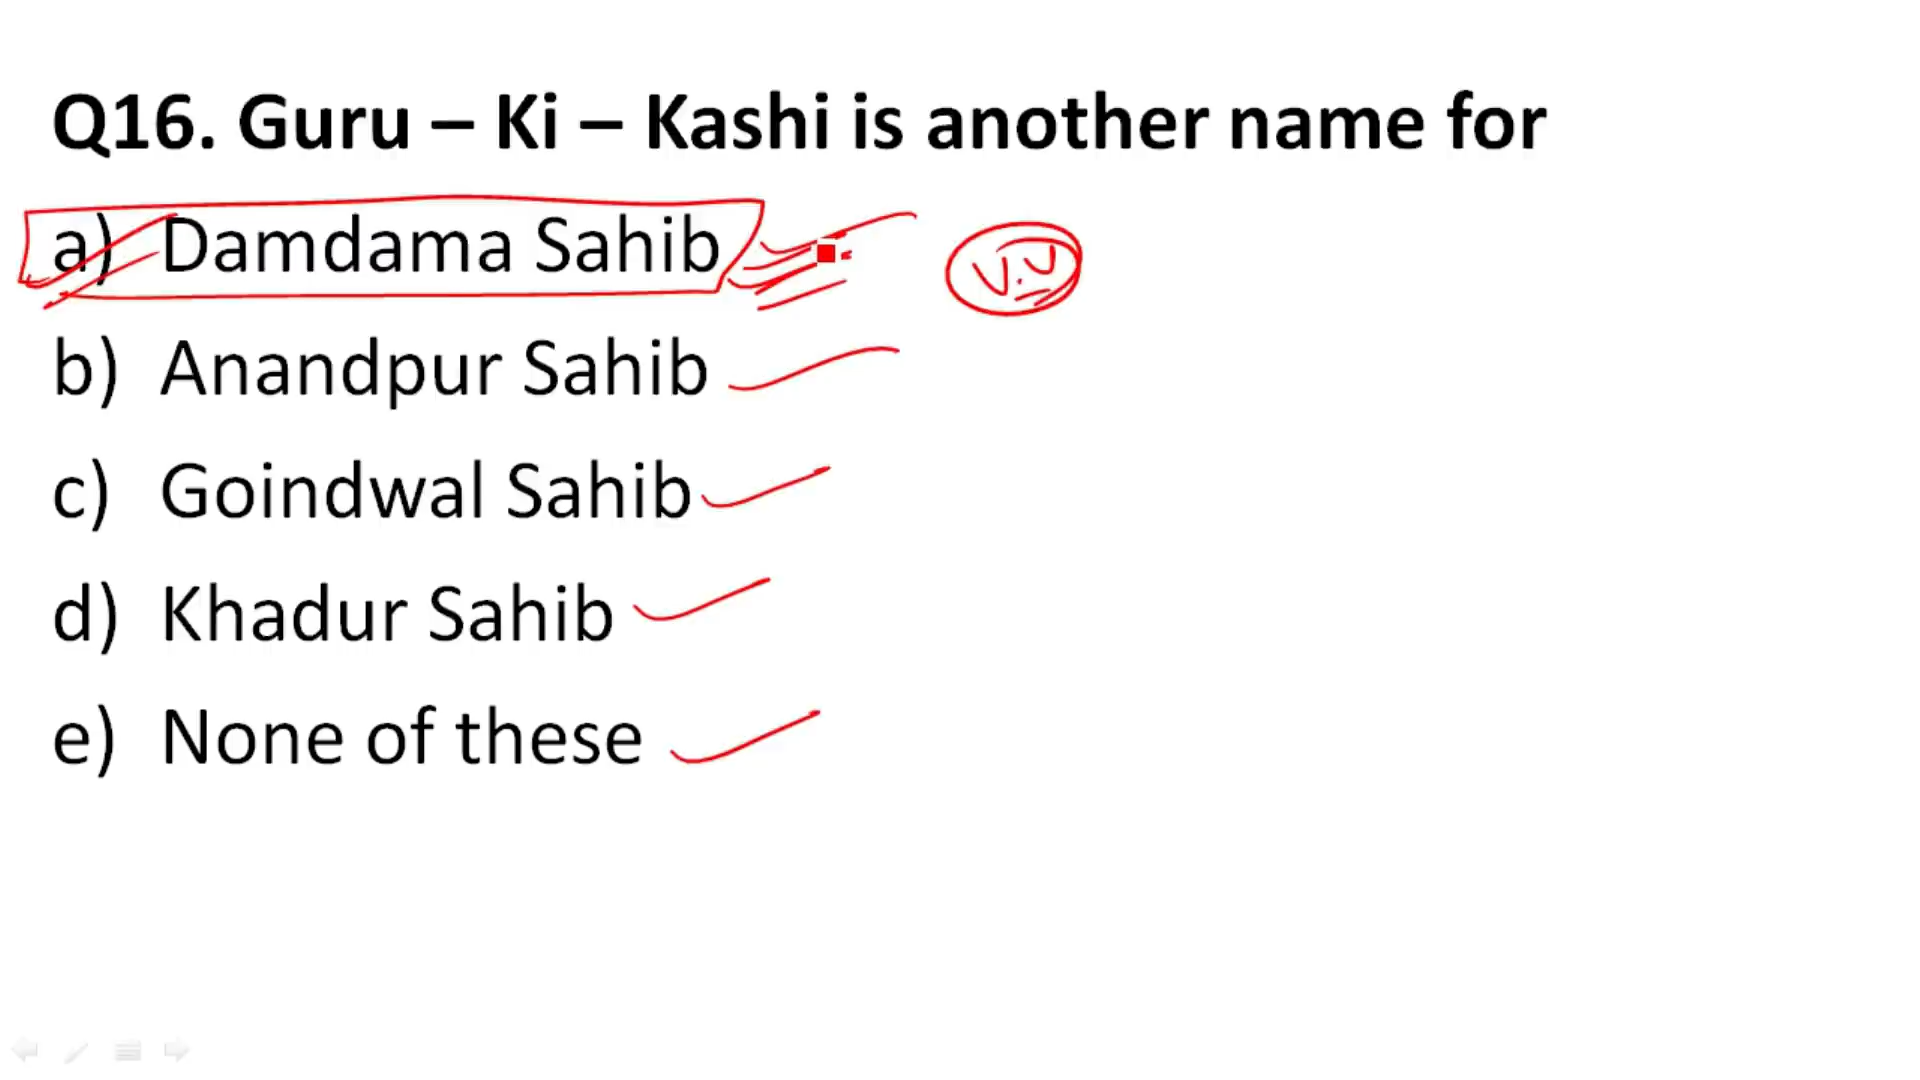 Q16. Guru – Ki – Kashi is another name for
a) Damdama Sahib
V.V
b) Anandpur Sahib
c) Goindwal Sahib
d) Khadur Sahib
e) None of these